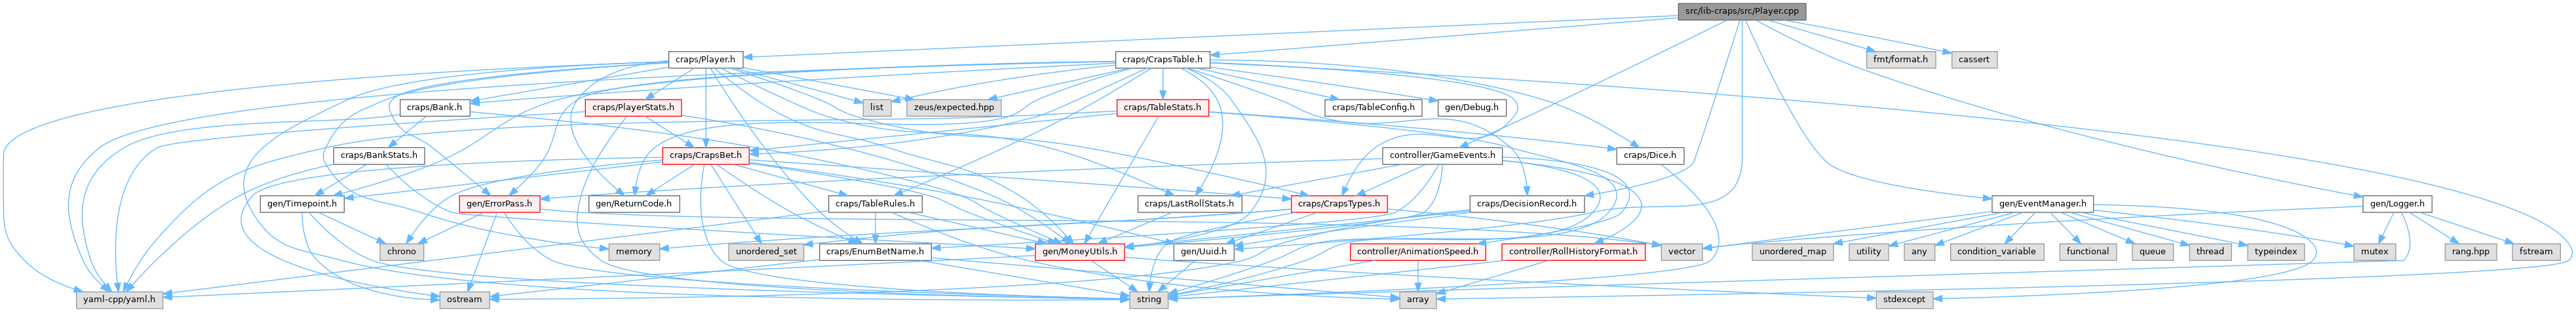 src/lib-craps/src/Player.cpp
craps/Player.h
craps/CrapsTable.h
fmt/format.h
cassert
craps/Bank.h
craps/PlayerStats.h
list
zeus/expected.hpp
craps/TableStats.h
craps/TableConfig.h
gen/Debug.h
craps/BankStats.h
craps/CrapsBet.h
controller/GameEvents.h
craps/Dice.h
gen/Timepoint.h
gen/ErrorPass.h
gen/ReturnCode.h
craps/TableRules.h
craps/LastRollStats.h
craps/CrapsTypes.h
craps/DecisionRecord.h
gen/EventManager.h
gen/Logger.h
chrono
memory
unordered_set
craps/EnumBetName.h
gen/MoneyUtils.h
gen/Uuid.h
controller/AnimationSpeed.h
controller/RollHistoryFormat.h
vector
unordered_map
utility
any
condition_variable
functional
queue
thread
typeindex
mutex
rang.hpp
fstream
yaml-cpp/yaml.h
ostream
string
array
stdexcept